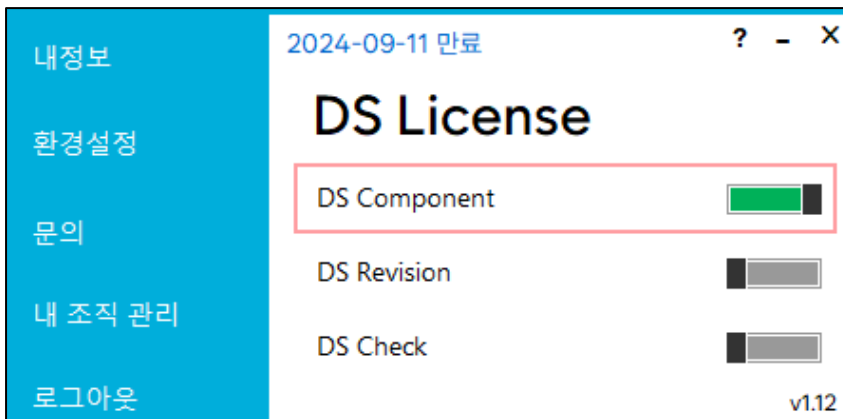 내정보
환경설정
문의
내 조직 관리
로그아웃
2024-09-11 만료
? - X
DS License
DS Component
DS Revision
DS Check
v1.12